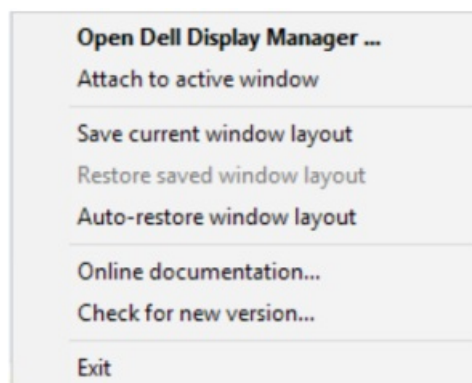 Open Dell Display Manager ...
Attach to active window
Save current window layout
Restore saved window layout
Auto-restore window layout
Online documentation...
Check for new version...
Exit